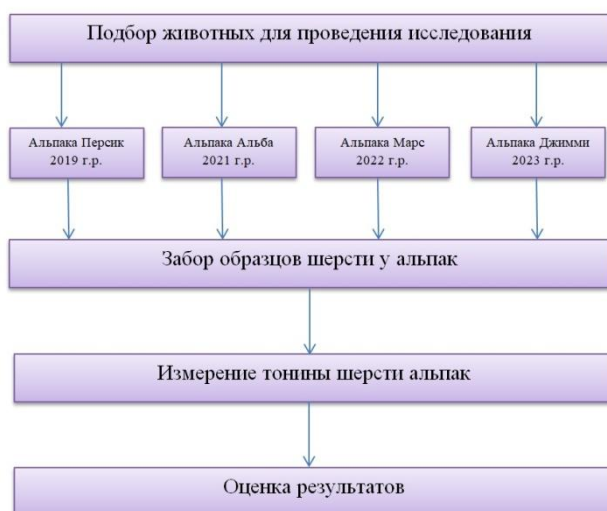 Подбор животных для проведения исследования
Альпака Персик
2019 г.р.
Альпака Альба
2021 г.р.
Альпака Марс
2022 г.р.
Альпака Джимми
2023 г.р.
Забор образцов шерсти у альпак
Измерение тонины шерсти альпак
Оценка результатов